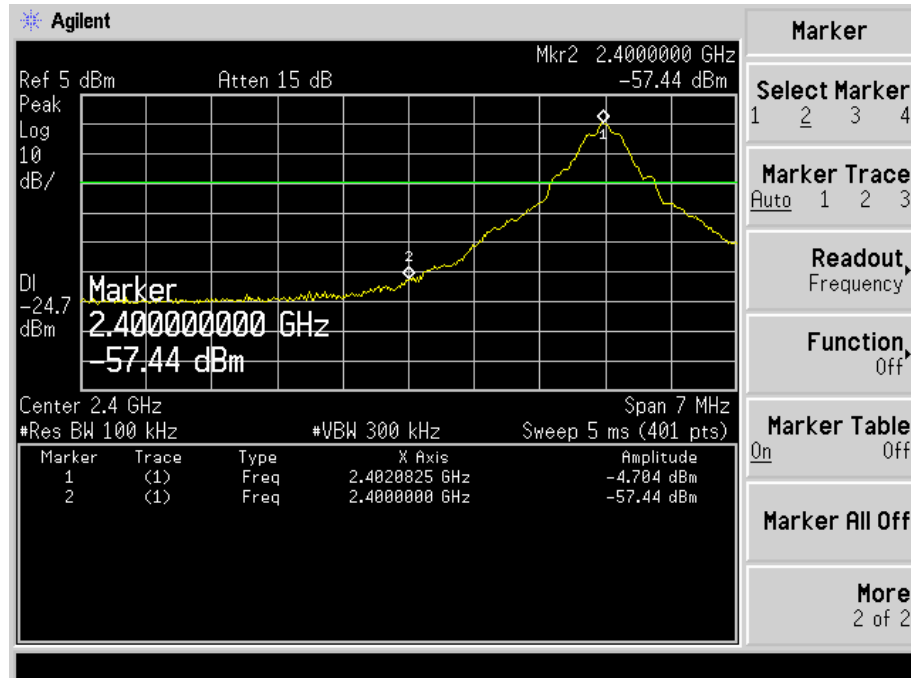 Agilent
Marker
Mkr2 2.4000000 GHz
Ref 5 dBm Atten 15 dB -57.44 dBm
Peak
Log
10
dB/
1
2
DI
-24.7
dBm
Marker
2.400000000 GHz
-57.44 dBm
Center 2.4 GHz Span 7 MHz
#Res BW 100 kHz #VBW 300 kHz Sweep 5 ms (401 pts)
Marker Trace Type X Axis Amplitude
1 (1) Freq 2.4020825 GHz -4.704 dBm
2 (1) Freq 2.4000000 GHz -57.44 dBm
Select Marker
1 2 3 4
Marker Trace
Auto 1 2 3
Readout
Frequency
Function
Off
Marker Table
On Off
Marker All Off
More
2 of 2